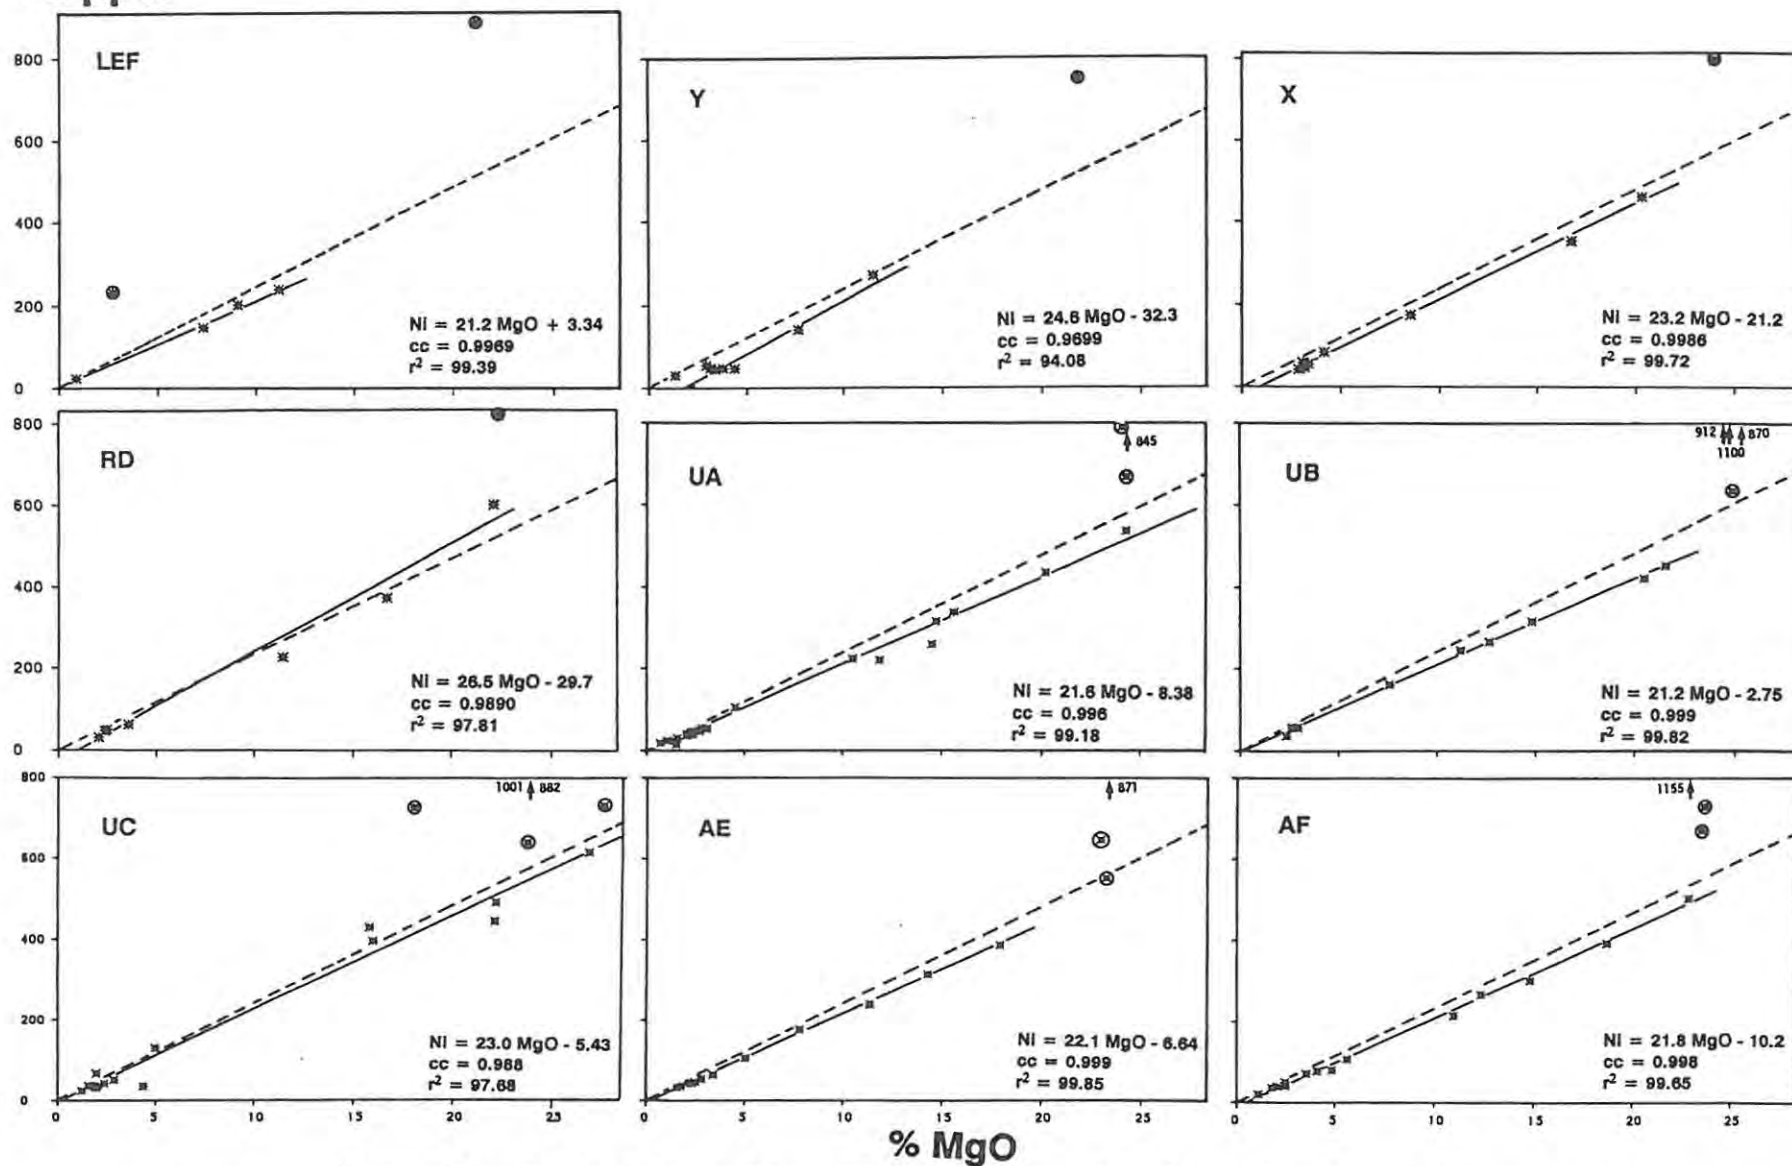 800
600
400
200
0
LEF
Ni = 21.2 MgO + 3.34
cc = 0.9969
r² = 99.39
Y
Ni = 24.6 MgO - 32.3
cc = 0.9699
r² = 94.08
X
Ni = 23.2 MgO - 21.2
cc = 0.9986
r² = 99.72
800
600
400
200
0
RD
Ni = 26.5 MgO - 29.7
cc = 0.9890
r² = 97.81
845
UA
Ni = 21.6 MgO - 8.38
cc = 0.996
r² = 99.18
912 870
1100
UB
Ni = 21.2 MgO - 2.75
cc = 0.999
r² = 99.82
800
600
400
200
0
1001 882
UC
Ni = 23.0 MgO - 5.43
cc = 0.988
r² = 97.68
0 5 10 15 20 25
871
AE
Ni = 22.1 MgO - 6.64
cc = 0.999
r² = 99.85
0 5 10 15 20 25
1155
AF
Ni = 21.8 MgO - 10.2
cc = 0.998
r² = 99.65
0 5 10 15 20 25
% MgO